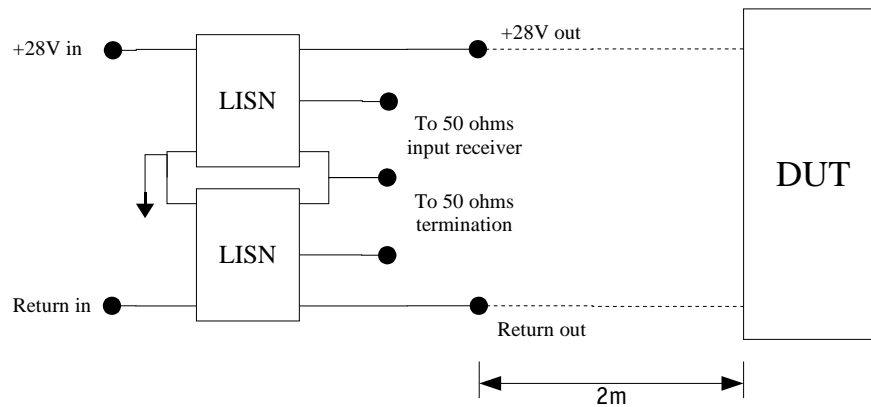 +28V in
+28V out
LISN
To 50 ohms
input receiver
DUT
To 50 ohms
termination
LISN
Return in
Return out
2m